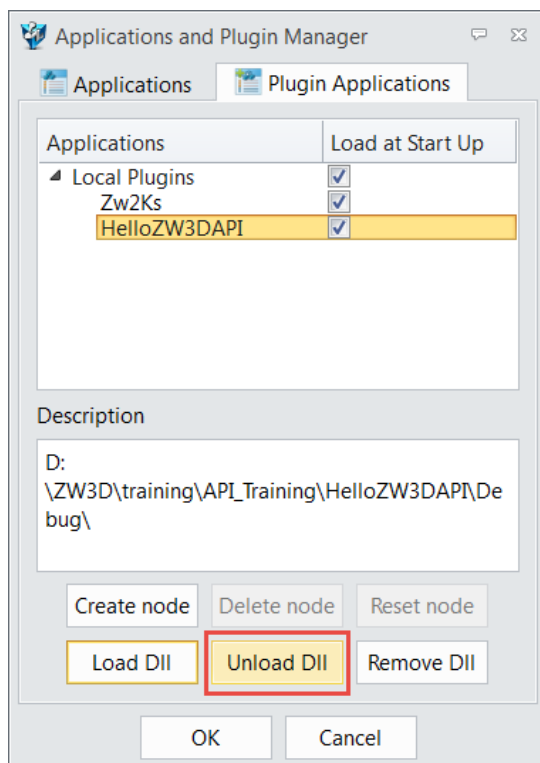 Applications and Plugin Manager
Applications
Plugin Applications
Applications Load at Start Up
Local Plugins
Zw2Ks
HelloZW3DAPI
Description
D:
\ZW3D\training\API_Training\HelloZW3DAPI\De
bug\
Create node Delete node Reset node
Load Dll Unload Dll Remove Dll
OK Cancel